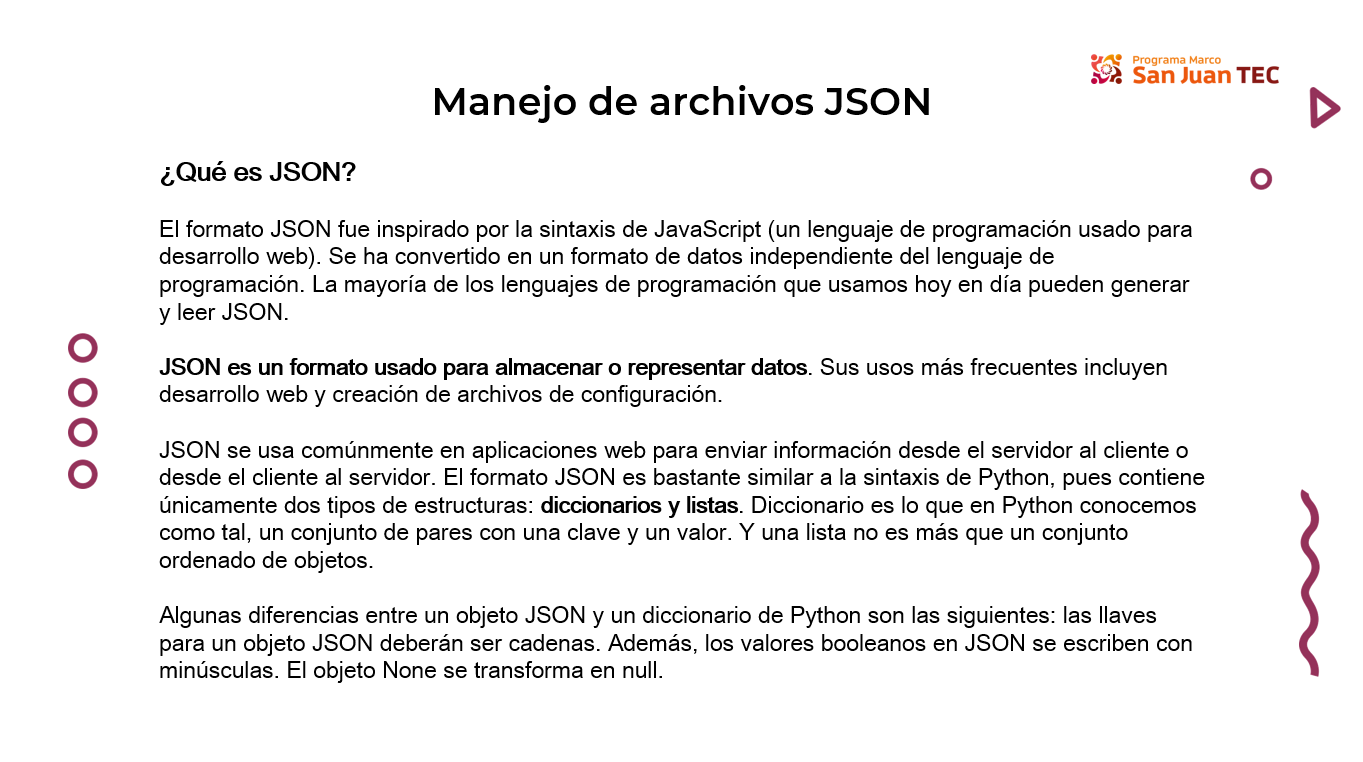 Programa Marco
San Juan TEC
Manejo de archivos JSON
¿Qué es JSON?
El formato JSON fue inspirado por la sintaxis de JavaScript (un lenguaje de programación usado para
desarrollo web). Se ha convertido en un formato de datos independiente del lenguaje de
programación. La mayoría de los lenguajes de programación que usamos hoy en día pueden generar
y leer JSON.
JSON es un formato usado para almacenar o representar datos. Sus usos más frecuentes incluyen
desarrollo web y creación de archivos de configuración.
JSON se usa comúnmente en aplicaciones web para enviar información desde el servidor al cliente o
desde el cliente al servidor. El formato JSON es bastante similar a la sintaxis de Python, pues contiene
únicamente dos tipos de estructuras: diccionarios y listas. Diccionario es lo que en Python conocemos
como tal, un conjunto de pares con una clave y un valor. Y una lista no es más que un conjunto
ordenado de objetos.
Algunas diferencias entre un objeto JSON y un diccionario de Python son las siguientes: las llaves
para un objeto JSON deberán ser cadenas. Además, los valores booleanos en JSON se escriben con
minúsculas. El objeto None se transforma en null.